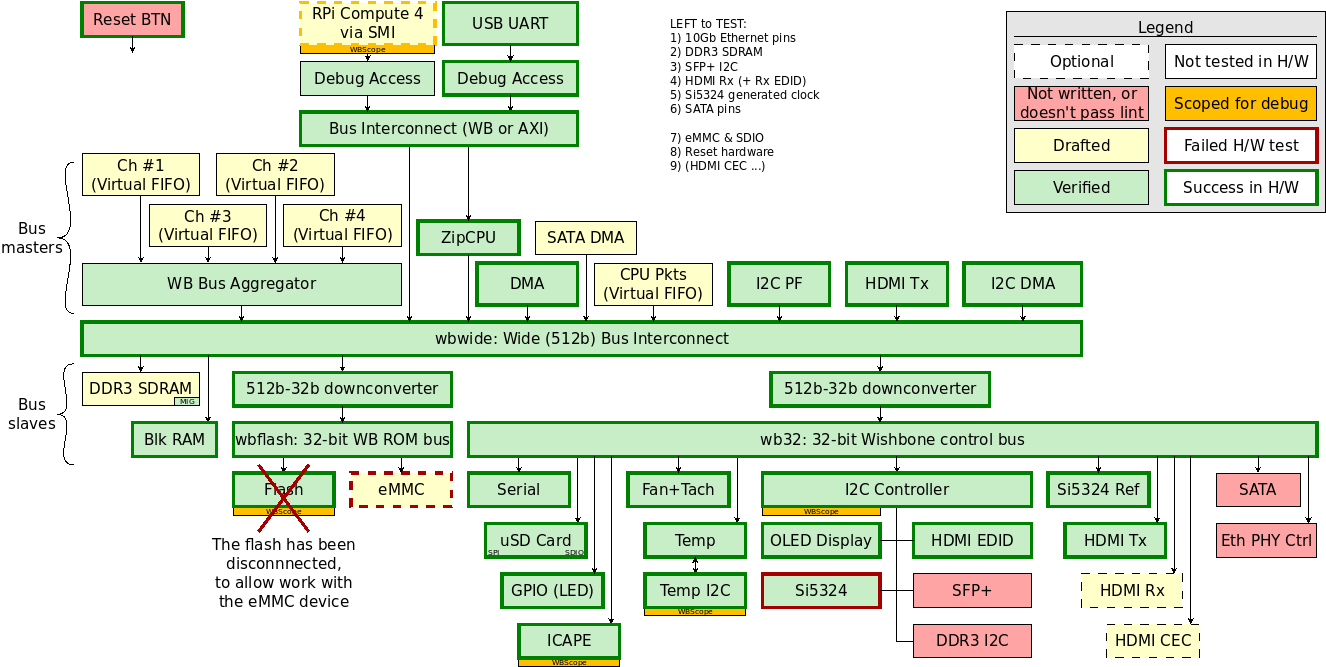 Reset BTN
RPi Compute 4
via SMI
WBScope
USB UART
Debug Access
Debug Access
Bus Interconnect (WB or AXI)
LEFT to TEST:
1) 10Gb Ethernet pins
2) DDR3 SDRAM
3) SFP+ I2C
4) HDMI Rx (+ Rx EDID)
5) Si5324 generated clock
6) SATA pins
7) eMMC & SDIO
8) Reset hardware
9) (HDMI CEC ...)
Legend
Optional
Not tested in H/W
Not written, or
doesn't pass lint
Scoped for debug
Drafted
Failed H/W test
Verified
Success in H/W
Bus
masters
Ch #1
(Virtual FIFO)
Ch #2
(Virtual FIFO)
Ch #3
(Virtual FIFO)
Ch #4
(Virtual FIFO)
ZipCPU
SATA DMA
WB Bus Aggregator
DMA
CPU Pkts
(Virtual FIFO)
I2C PF
HDMI Tx
I2C DMA
wbwide: Wide (512b) Bus Interconnect
Bus
slaves
DDR3 SDRAM
MIG
512b-32b downconverter
512b-32b downconverter
Blk RAM
wbflash: 32-bit WB ROM bus
wb32: 32-bit Wishbone control bus
Flash
WBScope
eMMC
Serial
Fan+Tach
I2C Controller
WBScope
Si5324 Ref
SATA
The flash has been
disconnnected,
to allow work with
the eMMC device
uSD Card
SPI
SDIO
Temp
OLED Display
HDMI EDID
HDMI Tx
Eth PHY Ctrl
GPIO (LED)
Temp I2C
WBScope
Si5324
SFP+
HDMI Rx
ICAPE
WBScope
DDR3 I2C
HDMI CEC